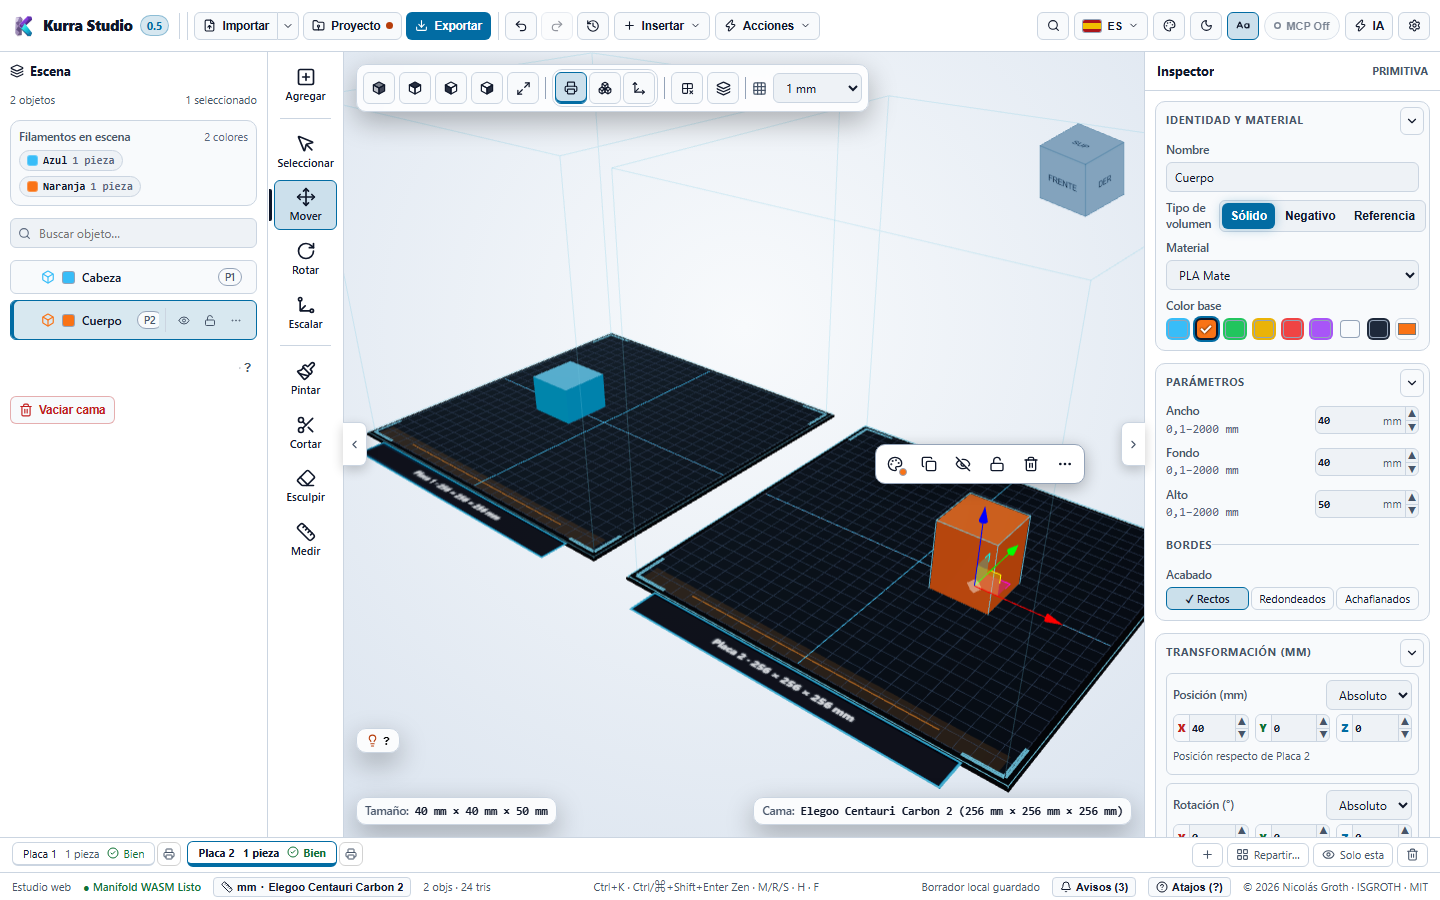 Kurra Studio 0.5
Importar
Proyecto
Exportar
Insertar
Acciones
ES
MCP Off
IA
Escena
2 objetos 1 seleccionado
Filamentos en escena 2 colores
Azul 1 pieza
Naranja 1 pieza
Buscar objeto...
Cabeza P1
Cuerpo P2
?
Vaciar cama
Agregar
Seleccionar
Mover
Rotar
Escalar
Pintar
Cortar
Esculpir
Medir
1 mm
SUP
FRENTE
DER
Placa 1 · 256 × 256 × 256 mm
Placa 2 · 256 × 256 × 256 mm
?
Tamaño: 40 mm × 40 mm × 50 mm
Cama: Elegoo Centauri Carbon 2 (256 mm × 256 mm × 256 mm)
Inspector PRIMITIVA
IDENTIDAD Y MATERIAL
Nombre
Cuerpo
Tipo de volumen
Sólido Negativo Referencia
Material
PLA Mate
Color base
PARÁMETROS
Ancho
0,1–2000 mm
40 mm
Fondo
0,1–2000 mm
40 mm
Alto
0,1–2000 mm
50 mm
BORDES
Acabado
✓ Rectos Redondeados Achaflanados
TRANSFORMACIÓN (MM)
Posición (mm) Absoluto
X 40 Y 0 Z 0
Posición respecto de Placa 2
Rotación (°) Absoluto
Placa 1 1 pieza Bien
Placa 2 1 pieza Bien
Repartir...
Solo esta
Estudio web
Manifold WASM Listo
mm · Elegoo Centauri Carbon 2
2 objs · 24 tris
Ctrl+K · Ctrl/⌘+Shift+Enter Zen · M/R/S · H · F
Borrador local guardado
Avisos (3)
Atajos (?)
© 2026 Nicolás Groth · ISGROTH · MIT